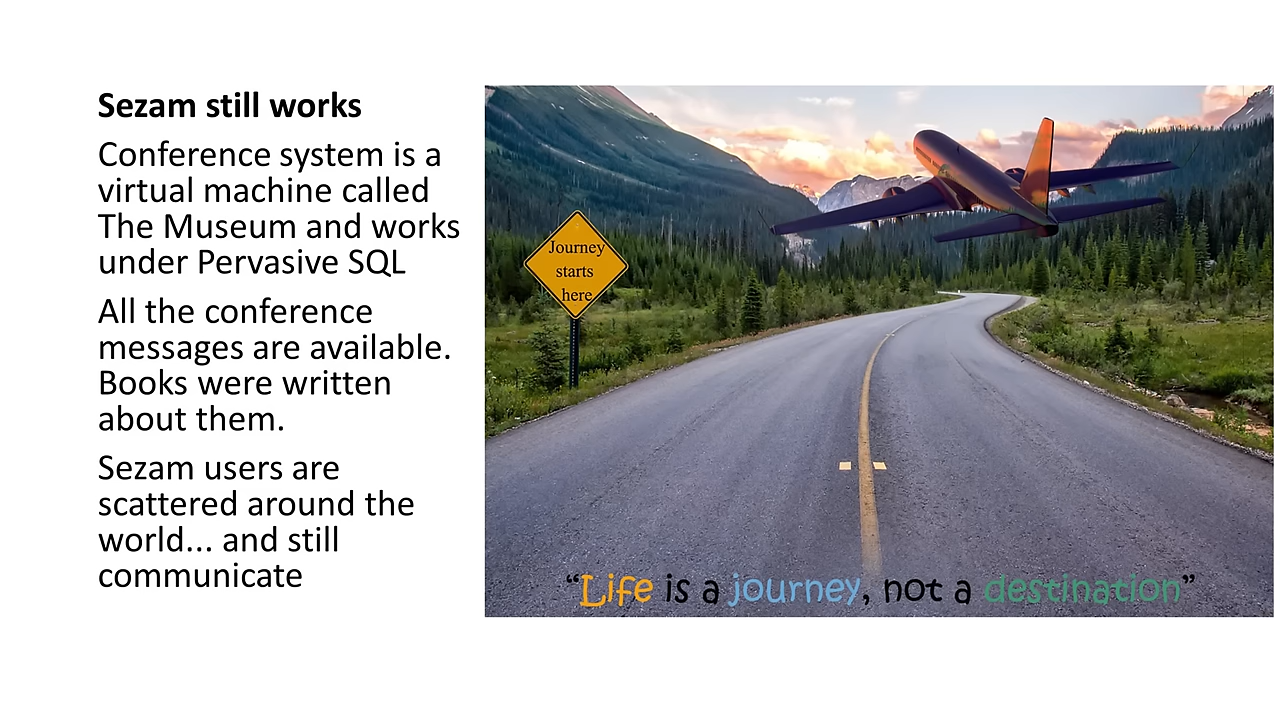 Sezam still works
Conference system is a
virtual machine called
The Museum and works
under Pervasive SQL
All the conference
messages are available.
Books were written
about them.
Sezam users are
scattered around the
world... and still
communicate
Journey
starts
here
“Life is a journey, not a destination”